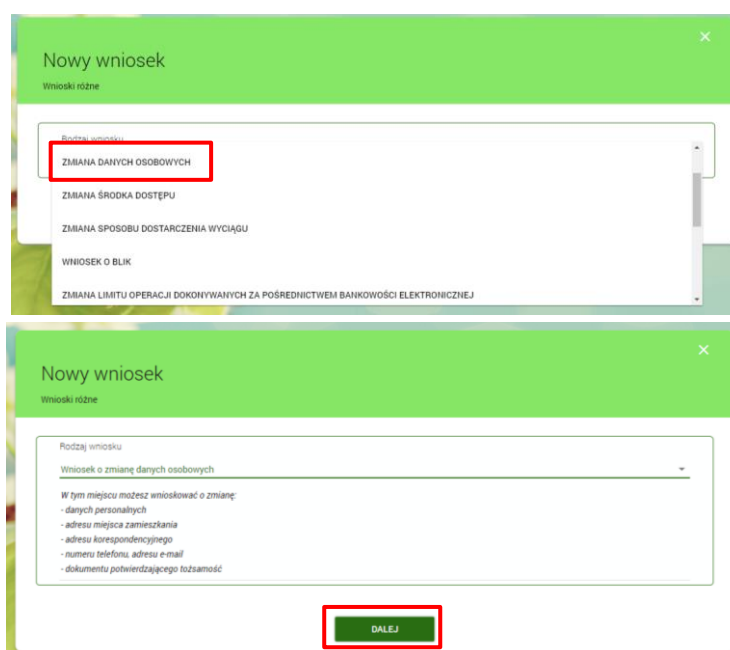 Nowy wniosek
Wnioski różne
Rodzaj wniosku
ZMIANA DANYCH OSOBOWYCH
ZMIANA ŚRODKA DOSTĘPU
ZMIANA SPOSOBU DOSTARCZENIA WYCIĄGU
WNIOSEK O BLIK
ZMIANA LIMITU OPERACJI DOKONYWANYCH ZA POŚREDNICTWEM BANKOWOŚCI ELEKTRONICZNEJ
Nowy wniosek
Wnioski różne
Rodzaj wniosku
Wniosek o zmianę danych osobowych
W tym miejscu możesz wnioskować o zmianę:
- danych personalnych
- adresu miejsca zamieszkania
- adresu korespondencyjnego
- numeru telefonu, adresu e-mail
- dokumentu potwierdzającego tożsamość
DALEJ